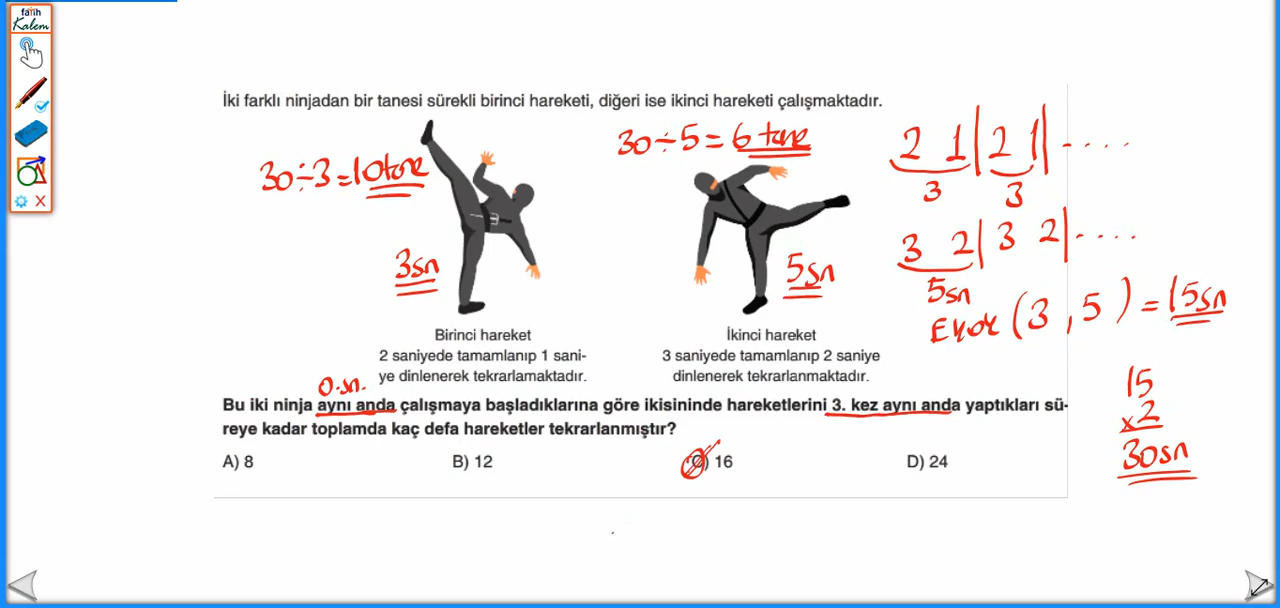 fatih
Kalem
İki farklı ninjadan bir tanesi sürekli birinci hareketi, diğeri ise ikinci hareketi çalışmaktadır.
30÷3=10tane
30÷5=6 tane
2 1|2 1|....
3 3
3 2|3 2|....
3sn
5sn
5sn
Ekok (3,5)=15sn
Birinci hareket
2 saniyede tamamlanıp 1 sani-
ye dinlenerek tekrarlamaktadır.
İkinci hareket
3 saniyede tamamlanıp 2 saniye
dinlenerek tekrarlanmaktadır.
0.sn.
Bu iki ninja aynı anda çalışmaya başladıklarına göre ikisininde hareketlerini 3. kez aynı anda yaptıkları sü-
reye kadar toplamda kaç defa hareketler tekrarlanmıştır?
15
x2
30sn
A) 8
B) 12
C) 16
D) 24